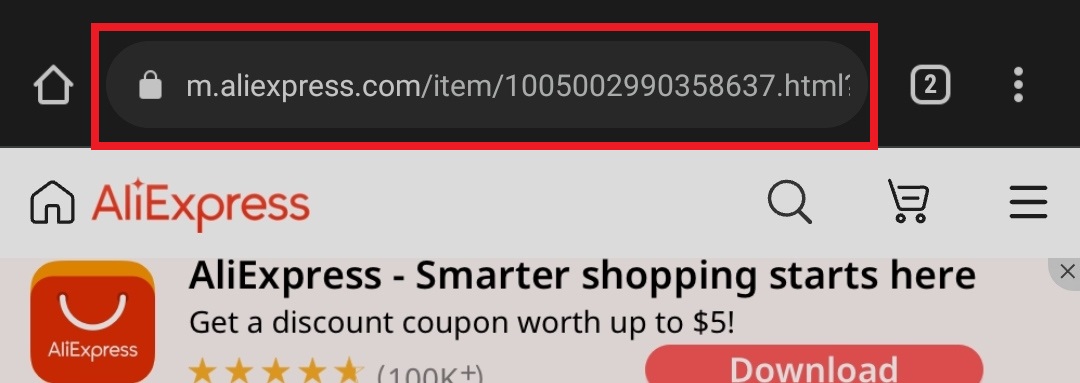 m.aliexpress.com/item/1005002990358637.html?
2
AliExpress
AliExpress - Smarter shopping starts here
Get a discount coupon worth up to $5!
AliExpress
(100K+)
Download